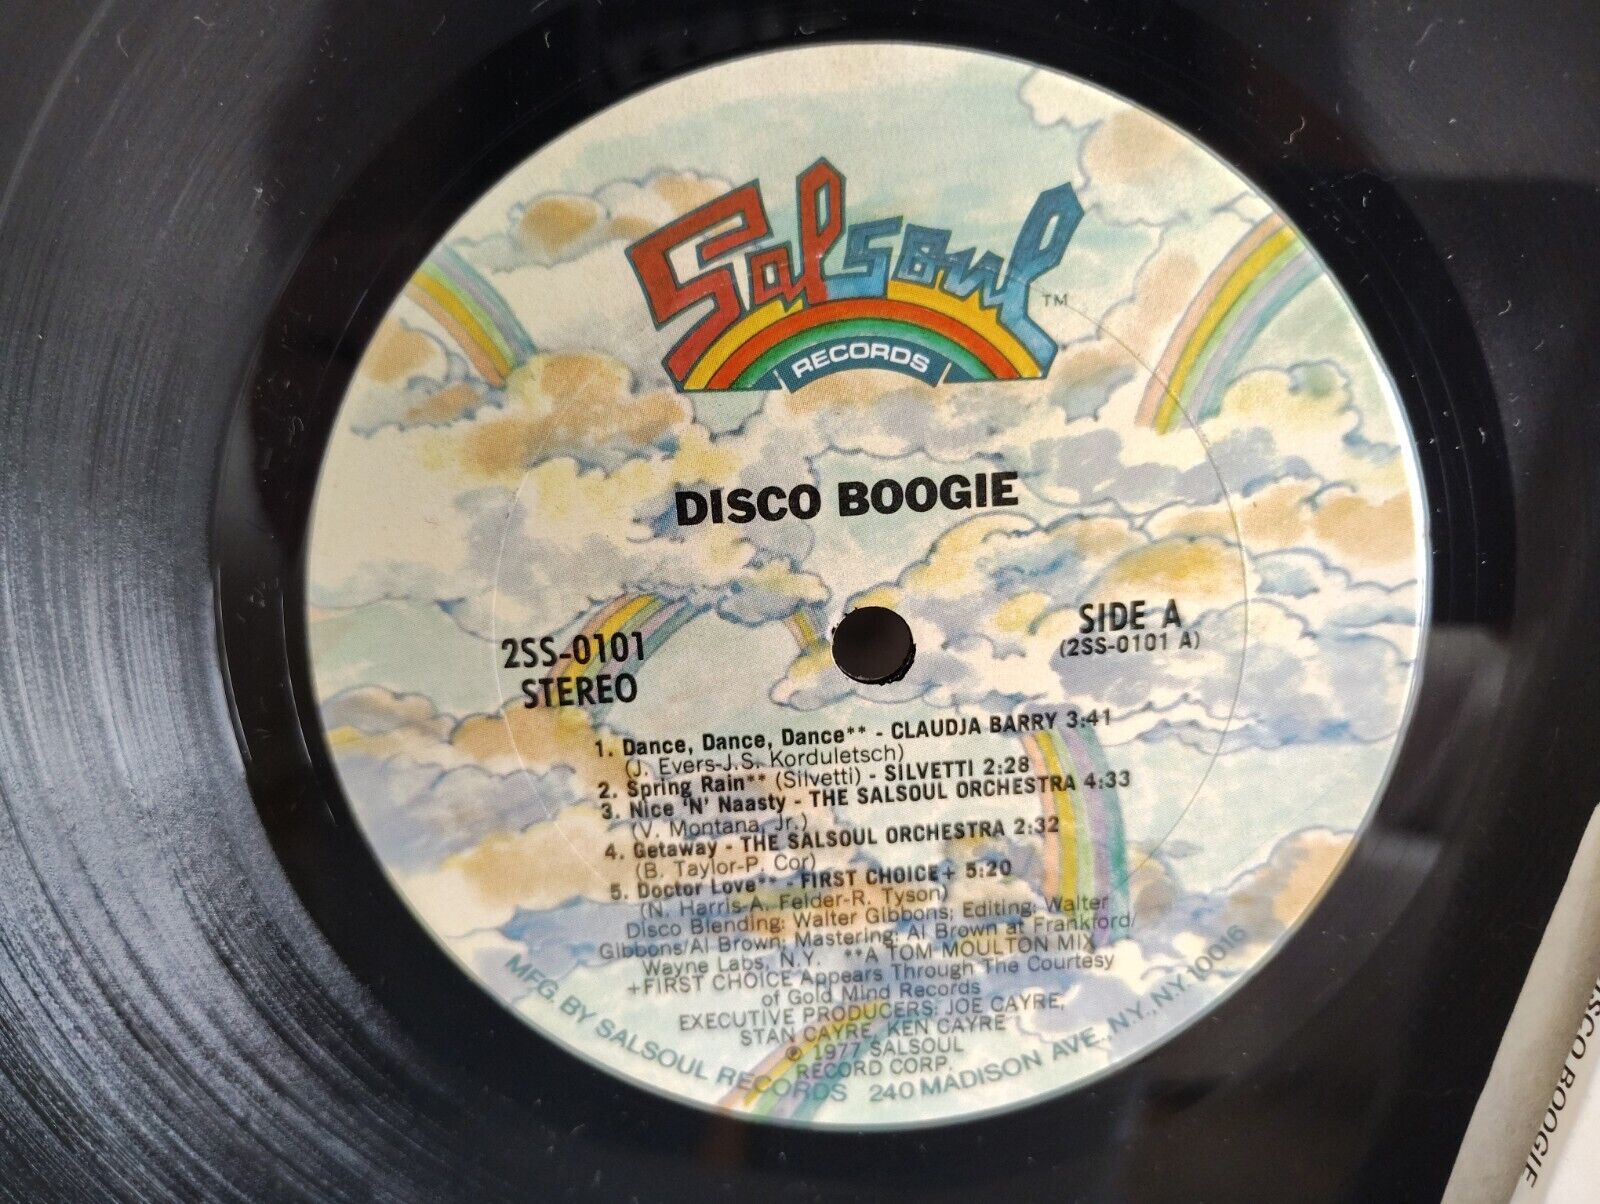 Salsoul TM
RECORDS
DISCO BOOGIE
2SS-0101
STEREO
SIDE A
(2SS-0101 A)
1. Dance, Dance, Dance** - CLAUDJA BARRY 3:41
(J. Evers-J.S. Korduletsch)
2. Spring Rain** (Silvetti) - SILVETTI 2:28
3. Nice 'N' Naasty - THE SALSOUL ORCHESTRA 4:33
(V. Montana, Jr.)
4. Getaway - THE SALSOUL ORCHESTRA 2:32
(B. Taylor-P. Cor)
5. Doctor Love** - FIRST CHOICE+ 5:20
(N. Harris-A. Felder-R. Tyson)
Disco Blending: Walter Gibbons; Editing: Walter
Gibbons/Al Brown; Mastering: Al Brown at Frankford/
Wayne Labs, N.Y. **A TOM MOULTON MIX
+FIRST CHOICE Appears Through The Courtesy
of Gold Mind Records
EXECUTIVE PRODUCERS: JOE CAYRE,
STAN CAYRE, KEN CAYRE
℗ 1977 SALSOUL
RECORD CORP.
MFG. BY SALSOUL RECORDS 240 MADISON AVE., N.Y., N.Y. 10016
DISCO BOOGIE